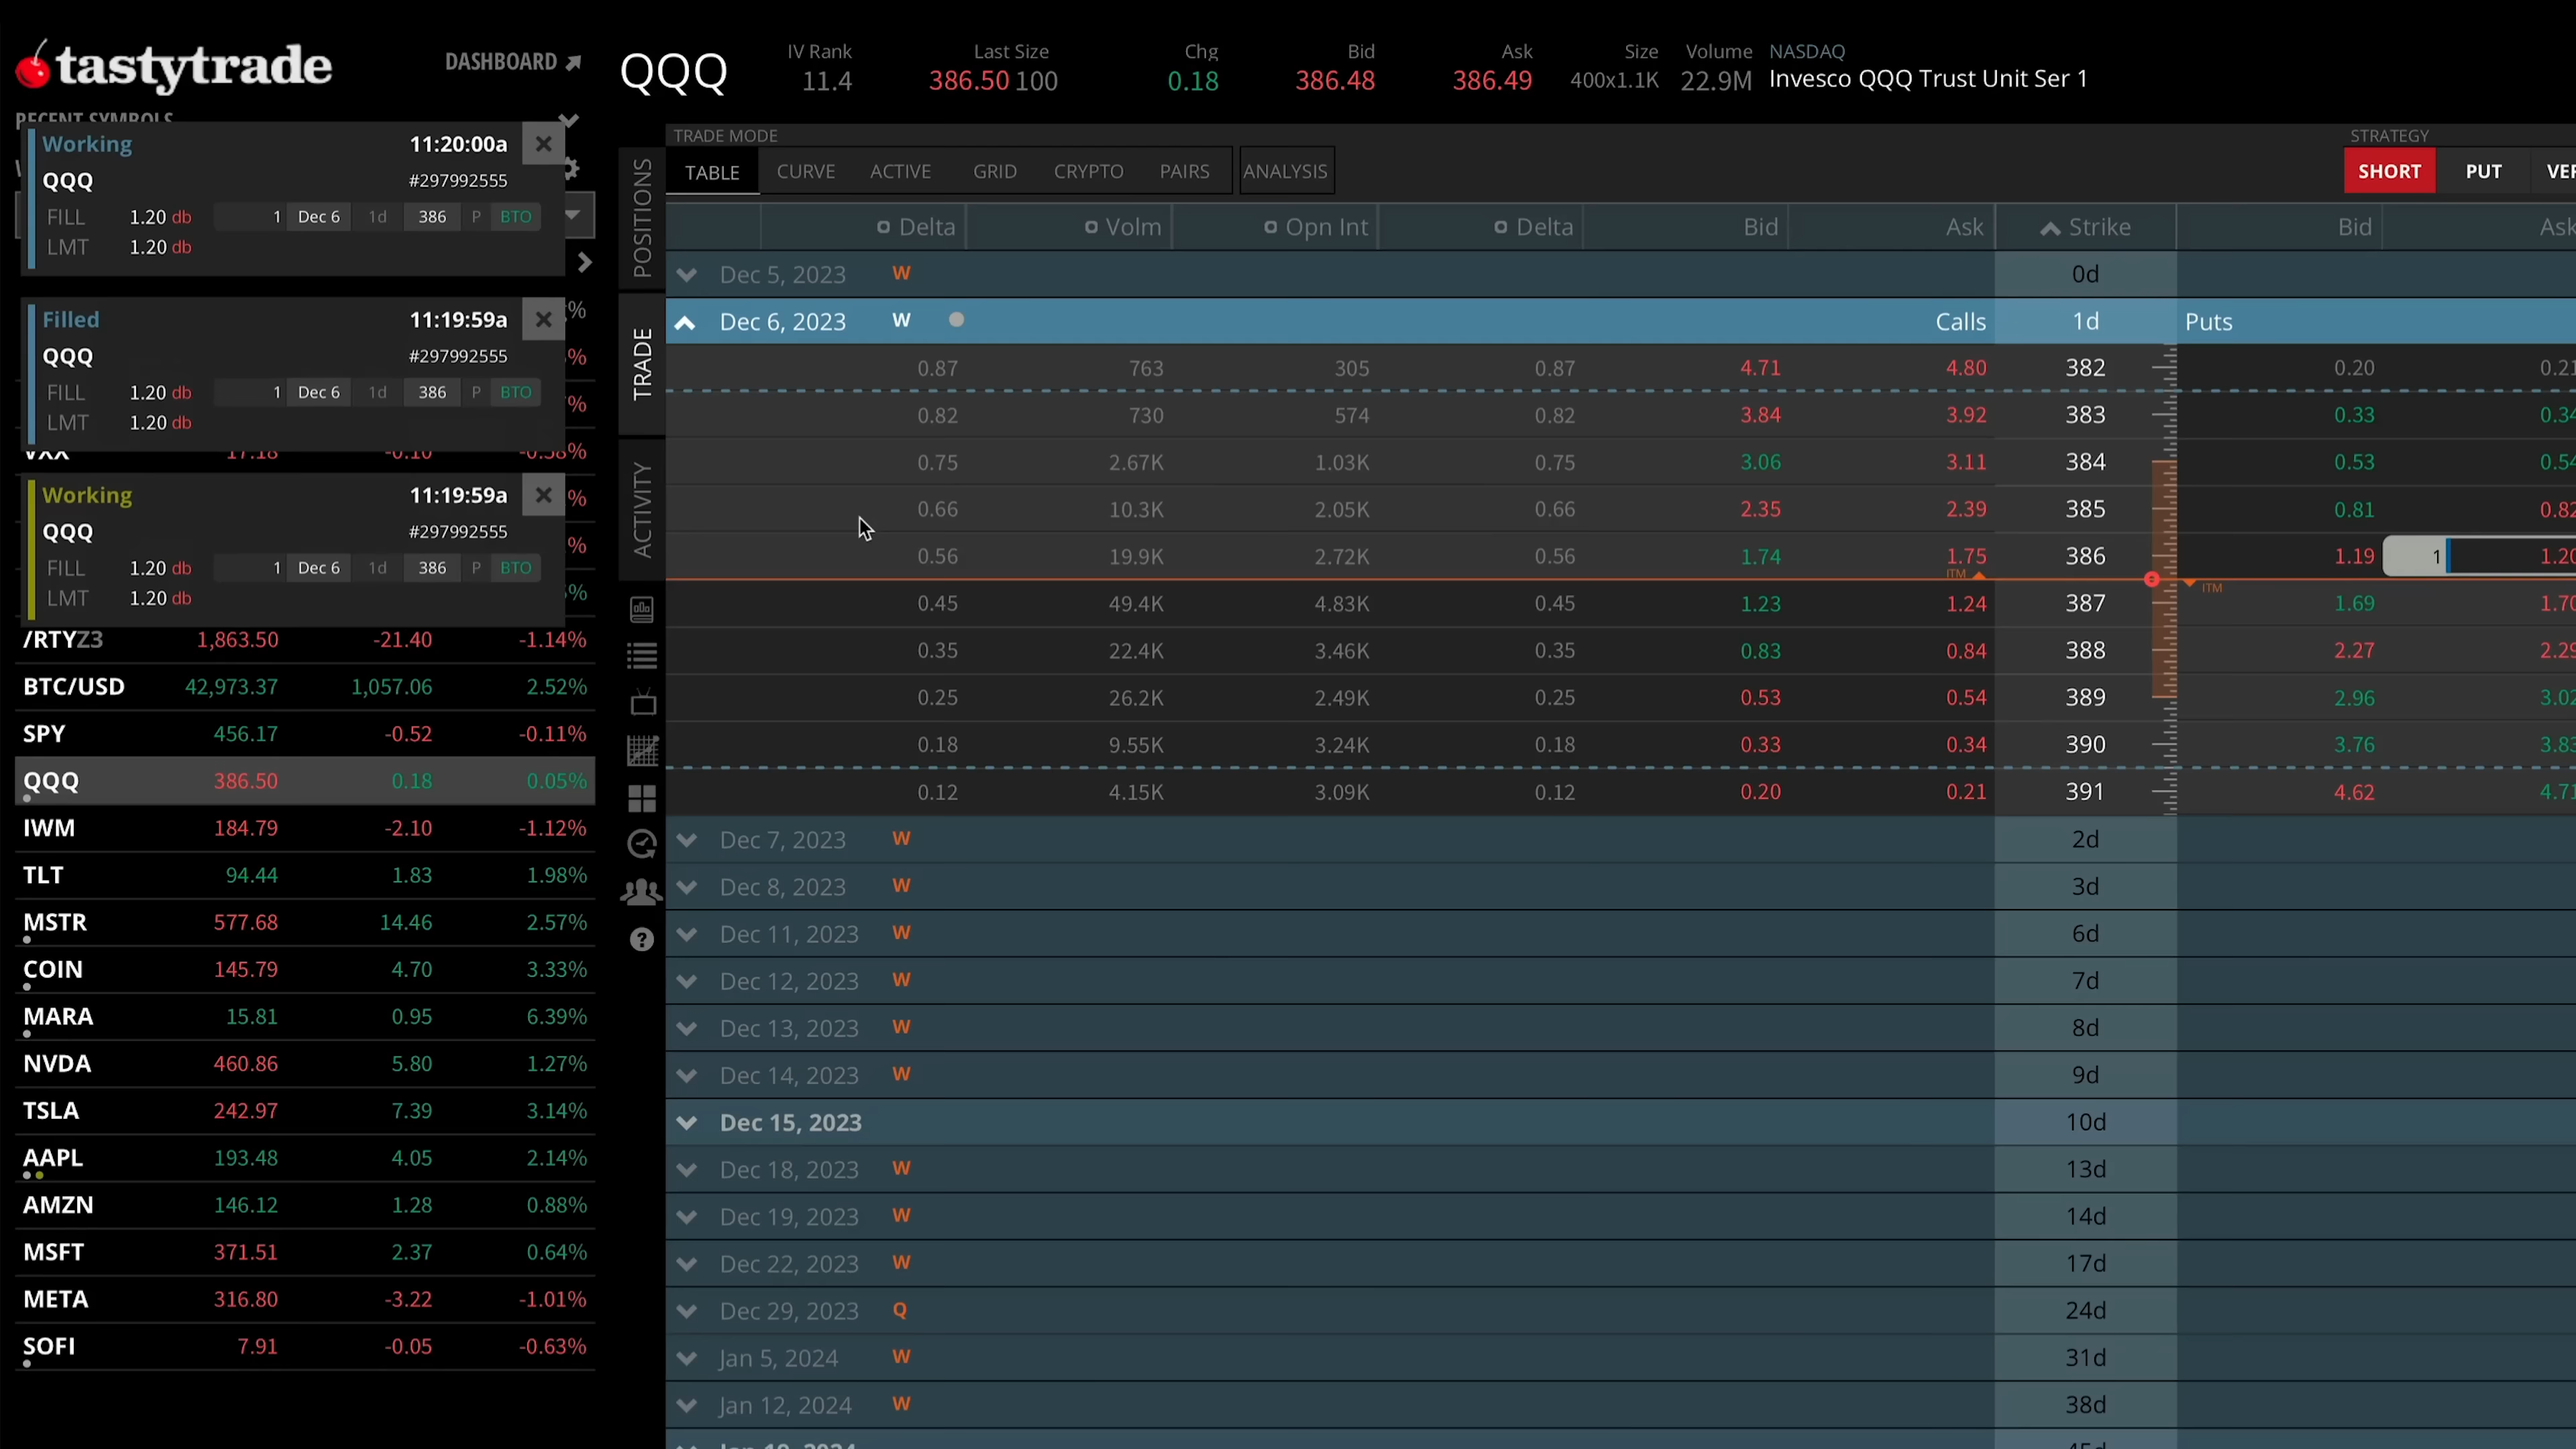 tastytrade
DASHBOARD
QQQ
IV Rank
11.4
Last Size
386.50 100
Chg
0.18
Bid
386.48
Ask
386.49
Size
400x1.1K
Volume
22.9M
NASDAQ
Invesco QQQ Trust Unit Ser 1
RECENT SYMBOLS
Working 11:20:00a
QQQ #297992555
FILL 1.20 db 1 Dec 6 1d 386 P BTO
LMT 1.20 db
Filled 11:19:59a
QQQ #297992555
FILL 1.20 db 1 Dec 6 1d 386 P BTO
LMT 1.20 db
VXX 17.18 -0.10 -0.58%
Working 11:19:59a
QQQ #297992555
FILL 1.20 db 1 Dec 6 1d 386 P BTO
LMT 1.20 db
/RTYZ3 1,863.50 -21.40 -1.14%
BTC/USD 42,973.37 1,057.06 2.52%
SPY 456.17 -0.52 -0.11%
QQQ 386.50 0.18 0.05%
IWM 184.79 -2.10 -1.12%
TLT 94.44 1.83 1.98%
MSTR 577.68 14.46 2.57%
COIN 145.79 4.70 3.33%
MARA 15.81 0.95 6.39%
NVDA 460.86 5.80 1.27%
TSLA 242.97 7.39 3.14%
AAPL 193.48 4.05 2.14%
AMZN 146.12 1.28 0.88%
MSFT 371.51 2.37 0.64%
META 316.80 -3.22 -1.01%
SOFI 7.91 -0.05 -0.63%
POSITIONS
TRADE
ACTIVITY
TRADE MODE
TABLE CURVE ACTIVE GRID CRYPTO PAIRS ANALYSIS
STRATEGY
SHORT PUT VER
Delta Volm Opn Int Delta Bid Ask Strike Bid Ask
Dec 5, 2023 W 0d
Dec 6, 2023 W Calls 1d Puts
0.87 763 305 0.87 4.71 4.80 382 0.20 0.21
0.82 730 574 0.82 3.84 3.92 383 0.33 0.34
0.75 2.67K 1.03K 0.75 3.06 3.11 384 0.53 0.54
0.66 10.3K 2.05K 0.66 2.35 2.39 385 0.81 0.82
0.56 19.9K 2.72K 0.56 1.74 1.75 386 1.19 1 1.20
ITM
ITM
0.45 49.4K 4.83K 0.45 1.23 1.24 387 1.69 1.70
0.35 22.4K 3.46K 0.35 0.83 0.84 388 2.27 2.29
0.25 26.2K 2.49K 0.25 0.53 0.54 389 2.96 3.02
0.18 9.55K 3.24K 0.18 0.33 0.34 390 3.76 3.83
0.12 4.15K 3.09K 0.12 0.20 0.21 391 4.62 4.71
Dec 7, 2023 W 2d
Dec 8, 2023 W 3d
Dec 11, 2023 W 6d
Dec 12, 2023 W 7d
Dec 13, 2023 W 8d
Dec 14, 2023 W 9d
Dec 15, 2023 10d
Dec 18, 2023 W 13d
Dec 19, 2023 W 14d
Dec 22, 2023 W 17d
Dec 29, 2023 Q 24d
Jan 5, 2024 W 31d
Jan 12, 2024 W 38d
Jan 19, 2024 45d